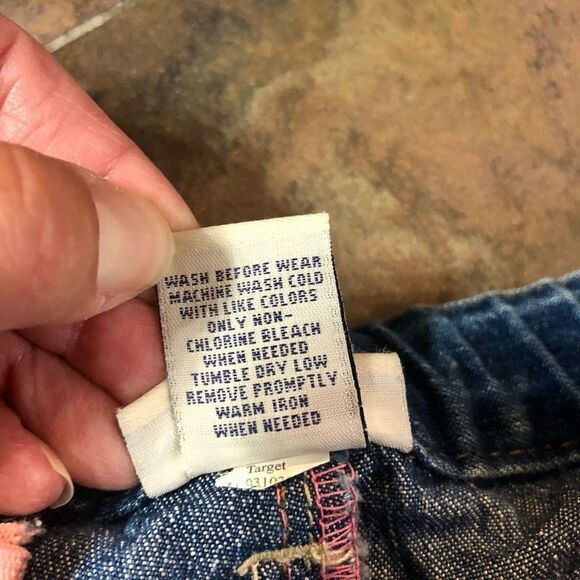 WASH BEFORE WEAR
MACHINE WASH COLD
WITH LIKE COLORS
ONLY NON-
CHLORINE BLEACH
WHEN NEEDED
TUMBLE DRY LOW
REMOVE PROMPTLY
WARM IRON
WHEN NEEDED
Target